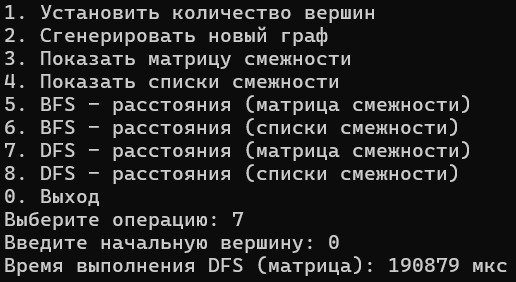 1. Установить количество вершин
2. Сгенерировать новый граф
3. Показать матрицу смежности
4. Показать списки смежности
5. BFS – расстояния (матрица смежности)
6. BFS – расстояния (списки смежности)
7. DFS – расстояния (матрица смежности)
8. DFS – расстояния (списки смежности)
0. Выход
Выберите операцию: 7
Введите начальную вершину: 0
Время выполнения DFS (матрица): 190879 мкс